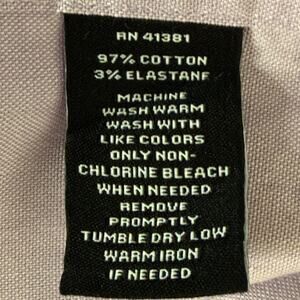 RN 41381
97% COTTON
3% ELASTANE
MACHINE
WASH WARM
WASH WITH
LIKE COLORS
ONLY NON-
CHLORINE BLEACH
WHEN NEEDED
REMOVE
PROMPTLY
TUMBLE DRY LOW
WARM IRON
IF NEEDED